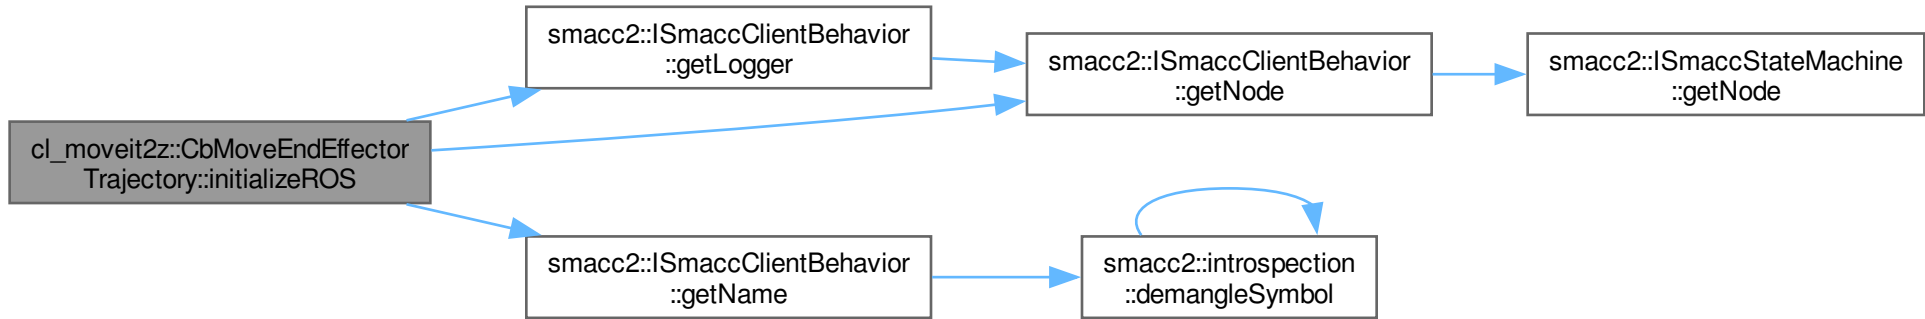 smacc2::ISmaccClientBehavior
::getLogger
smacc2::ISmaccClientBehavior
::getNode
smacc2::ISmaccStateMachine
::getNode
cl_moveit2z::CbMoveEndEffector
Trajectory::initializeROS
smacc2::ISmaccClientBehavior
::getName
smacc2::introspection
::demangleSymbol